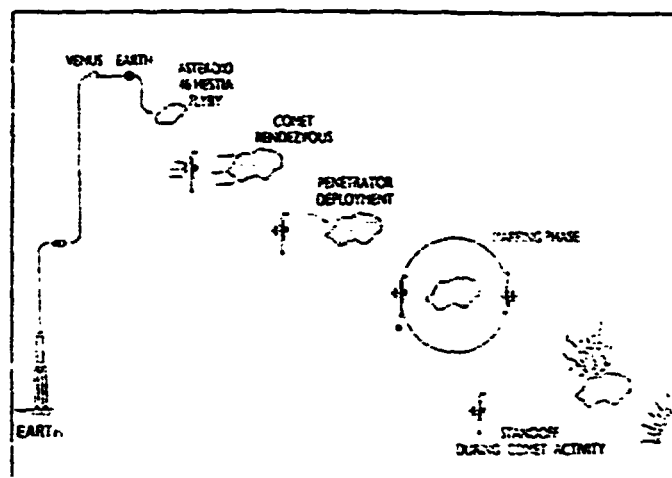 VENUS EARTH
ASTEROID
46 HESTIA
FLYBY
COMET
RENDEZVOUS
PENETRATOR
DEPLOYMENT
MAPPING PHASE
EARTH
STANDOFF
DURING COMET ACTIVITY